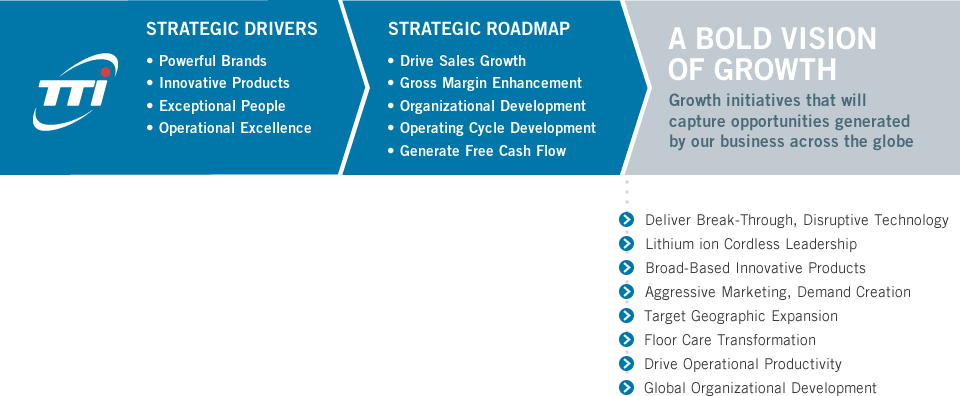 TTI
STRATEGIC DRIVERS
• Powerful Brands
• Innovative Products
• Exceptional People
• Operational Excellence
STRATEGIC ROADMAP
• Drive Sales Growth
• Gross Margin Enhancement
• Organizational Development
• Operating Cycle Development
• Generate Free Cash Flow
A BOLD VISION
OF GROWTH
Growth initiatives that will
capture opportunities generated
by our business across the globe
Deliver Break-Through, Disruptive Technology
Lithium ion Cordless Leadership
Broad-Based Innovative Products
Aggressive Marketing, Demand Creation
Target Geographic Expansion
Floor Care Transformation
Drive Operational Productivity
Global Organizational Development